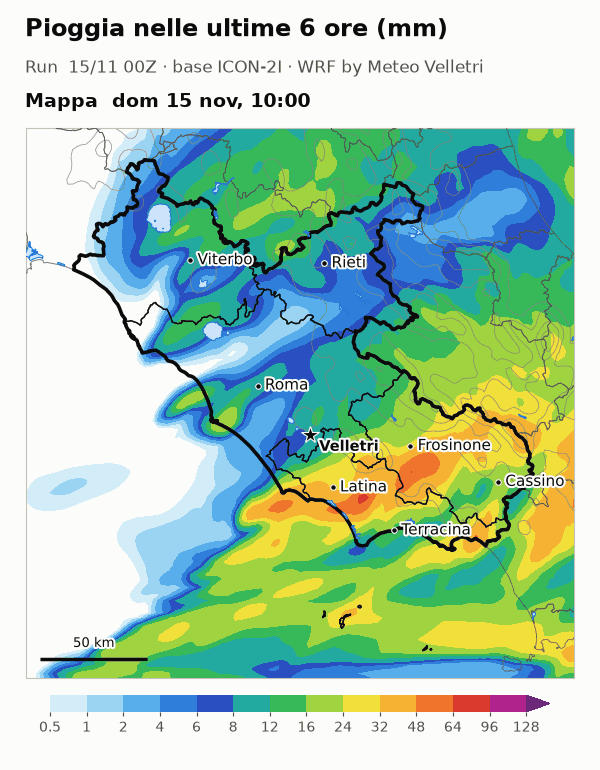 Pioggia nelle ultime 6 ore (mm)
Run 15/11 00Z · base ICON-2I · WRF by Meteo Velletri
Mappa dom 15 nov, 10:00
Viterbo
Rieti
Roma
Velletri
Frosinone
Latina
Cassino
Terracina
50 km
0.5 1 2 4 6 8 12 16 24 32 48 64 96 128